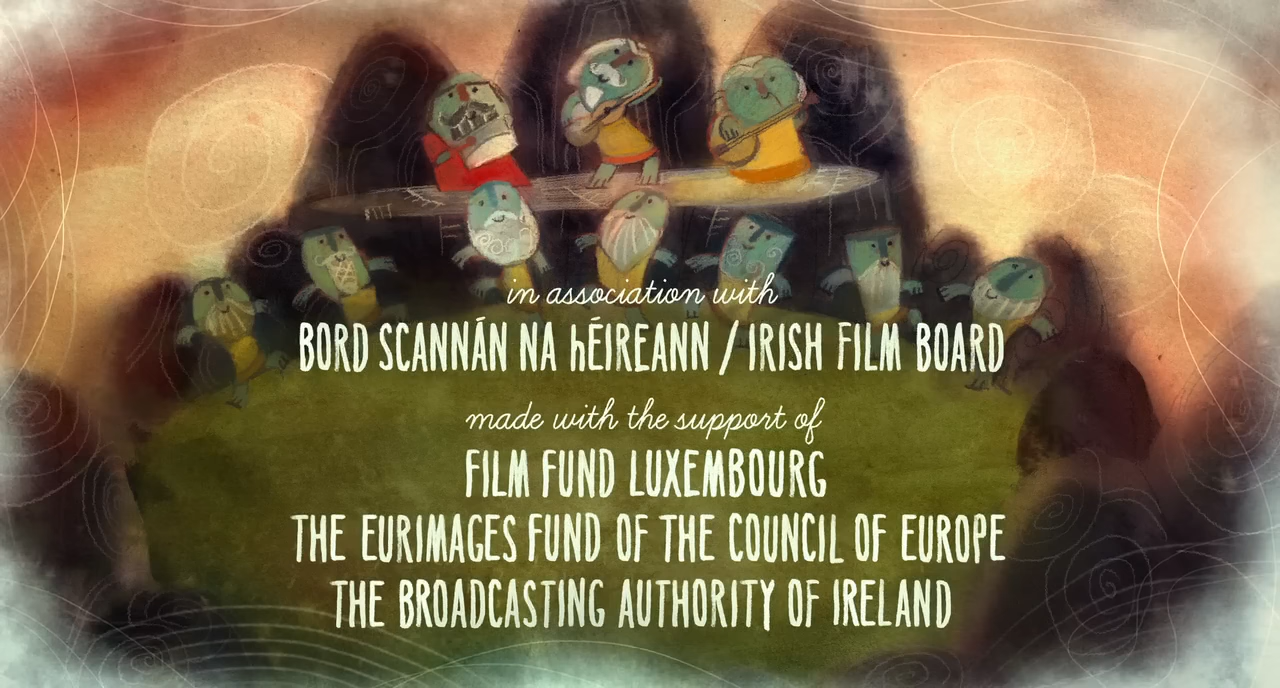 in association with
BORD SCANNÁN NA hÉIREANN / IRISH FILM BOARD
made with the support of
FILM FUND LUXEMBOURG
THE EURIMAGES FUND OF THE COUNCIL OF EUROPE
THE BROADCASTING AUTHORITY OF IRELAND